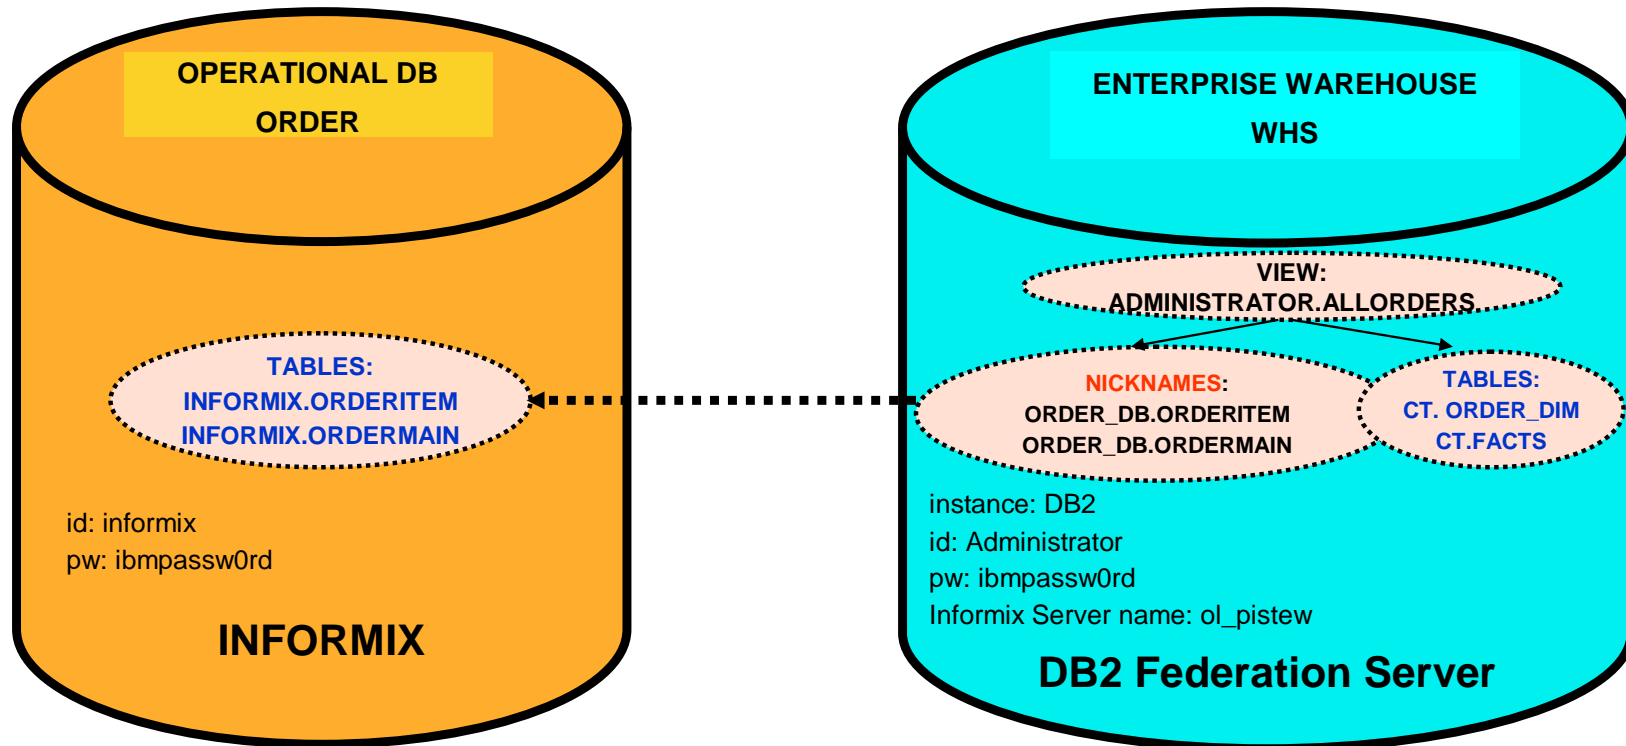 OPERATIONAL DB
ORDER
TABLES:
INFORMIX.ORDERITEM
INFORMIX.ORDERMAIN
id: informix
pw: ibmpassw0rd
INFORMIX
ENTERPRISE WAREHOUSE
WHS
VIEW:
ADMINISTRATOR.ALLORDERS
NICKNAMES:
ORDER_DB.ORDERITEM
ORDER_DB.ORDERMAIN
TABLES:
CT. ORDER_DIM
CT.FACTS
instance: DB2
id: Administrator
pw: ibmpassw0rd
Informix Server name: ol_pistew
DB2 Federation Server